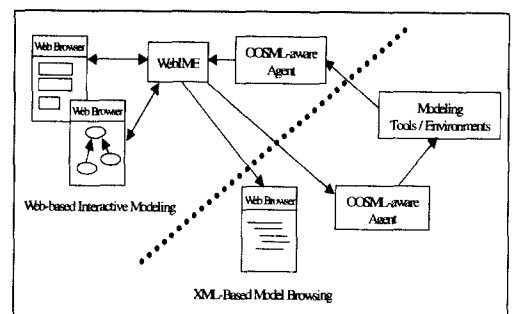 Web Browser
WebIME
OOSML-aware
Agent
Web Browser
Modeling
Tools / Environments
Web-based Interactive Modeling
Web Browser
OOSML-aware
Agent
XML-Based Model Browsing